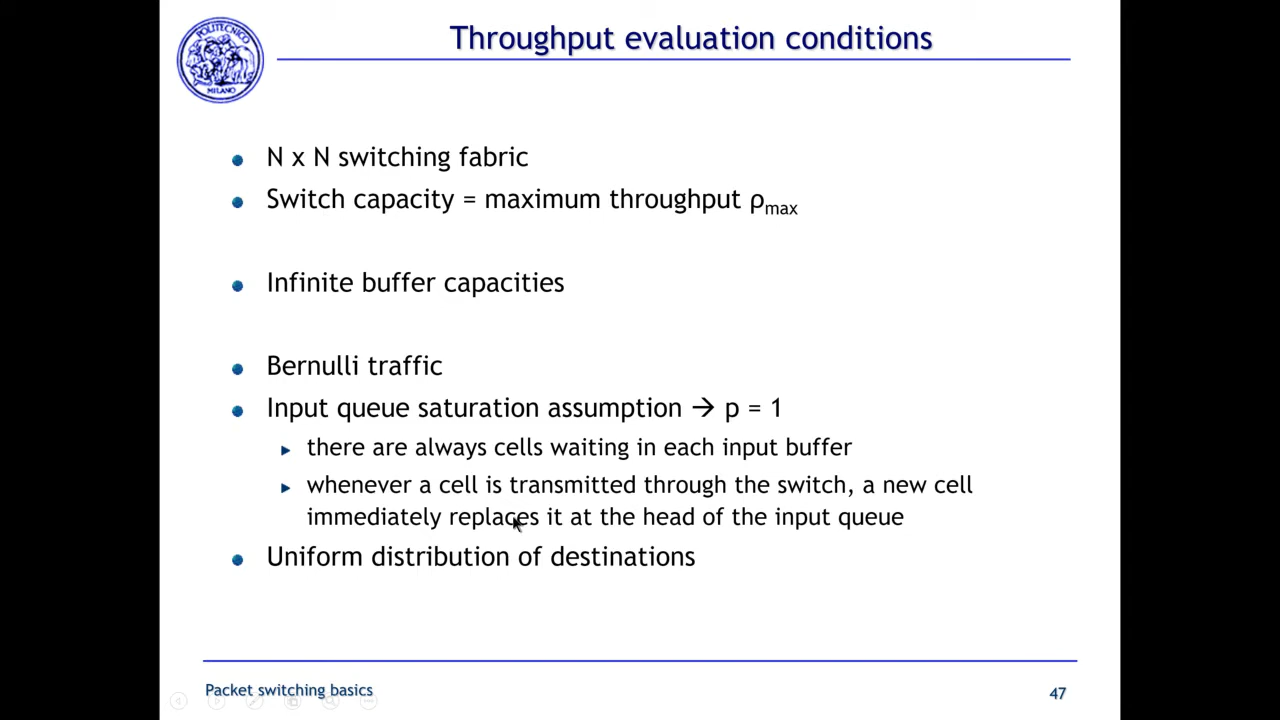 POLITECNICO
MILANO
Throughput evaluation conditions
N x N switching fabric
Switch capacity = maximum throughput ρmax
Infinite buffer capacities
Bernulli traffic
Input queue saturation assumption → p = 1
there are always cells waiting in each input buffer
whenever a cell is transmitted through the switch, a new cell
immediately replaces it at the head of the input queue
Uniform distribution of destinations
Packet switching basics
47